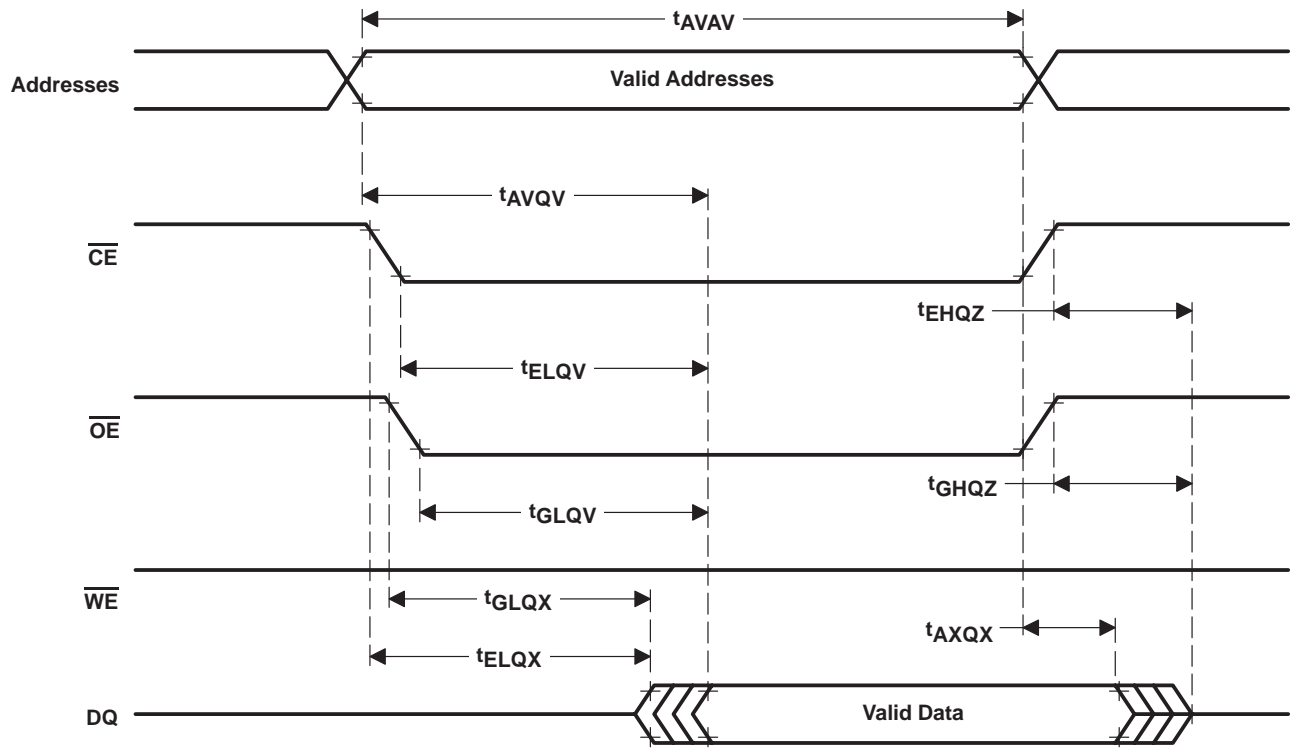 tAVAV
Addresses
Valid Addresses
tAVQV
CE
tEHQZ
tELQV
OE
tGHQZ
tGLQV
WE
tGLQX
tAXQX
tELQX
DQ
Valid Data